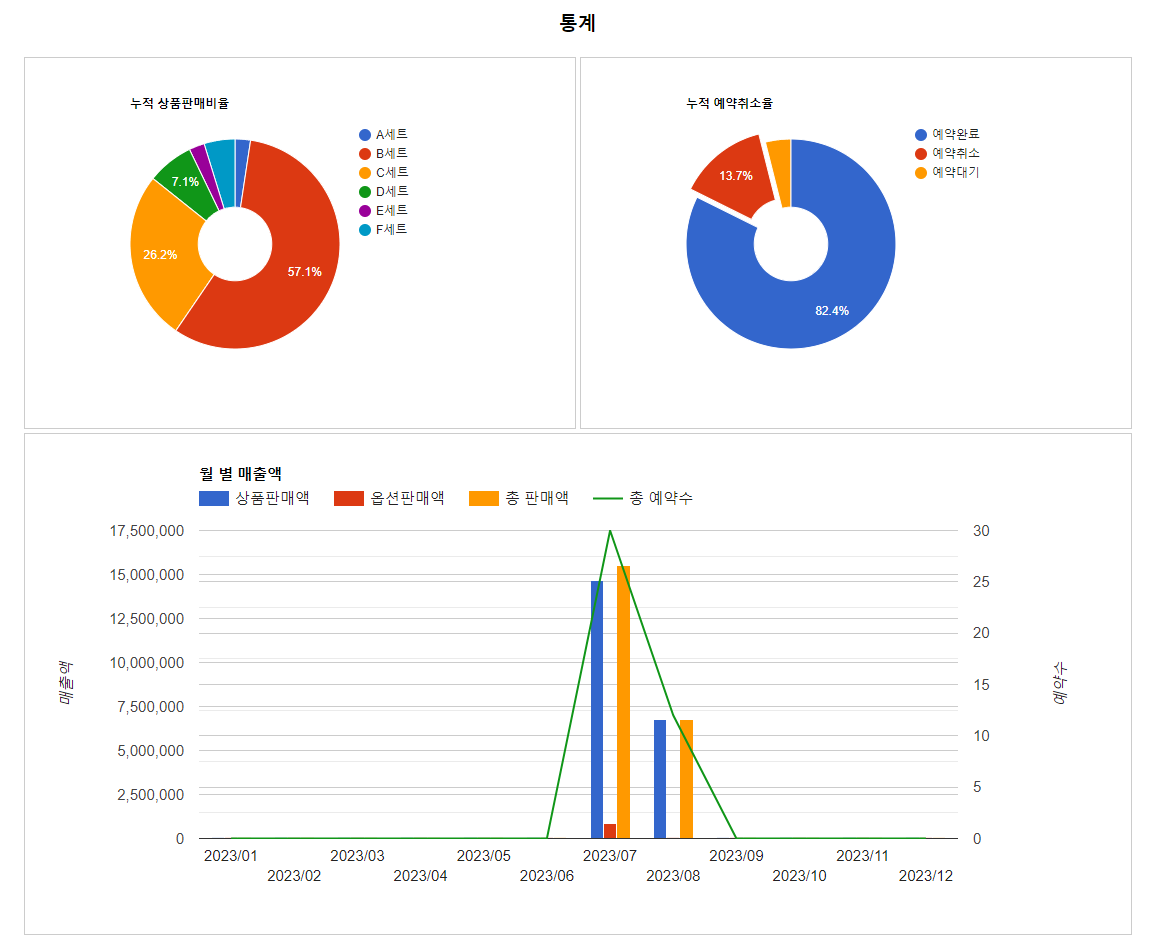 통계
누적 상품판매비율
A세트
B세트
C세트
D세트
E세트
F세트
7.1%
26.2%
57.1%
누적 예약취소율
예약완료
예약취소
예약대기
13.7%
82.4%
월 별 매출액
상품판매액 옵션판매액 총 판매액 총 예약수
17,500,000
15,000,000
12,500,000
10,000,000
7,500,000
5,000,000
2,500,000
0
매출액
30
25
20
15
10
5
0
예약수
2023/01 2023/03 2023/05 2023/07 2023/09 2023/11
2023/02 2023/04 2023/06 2023/08 2023/10 2023/12